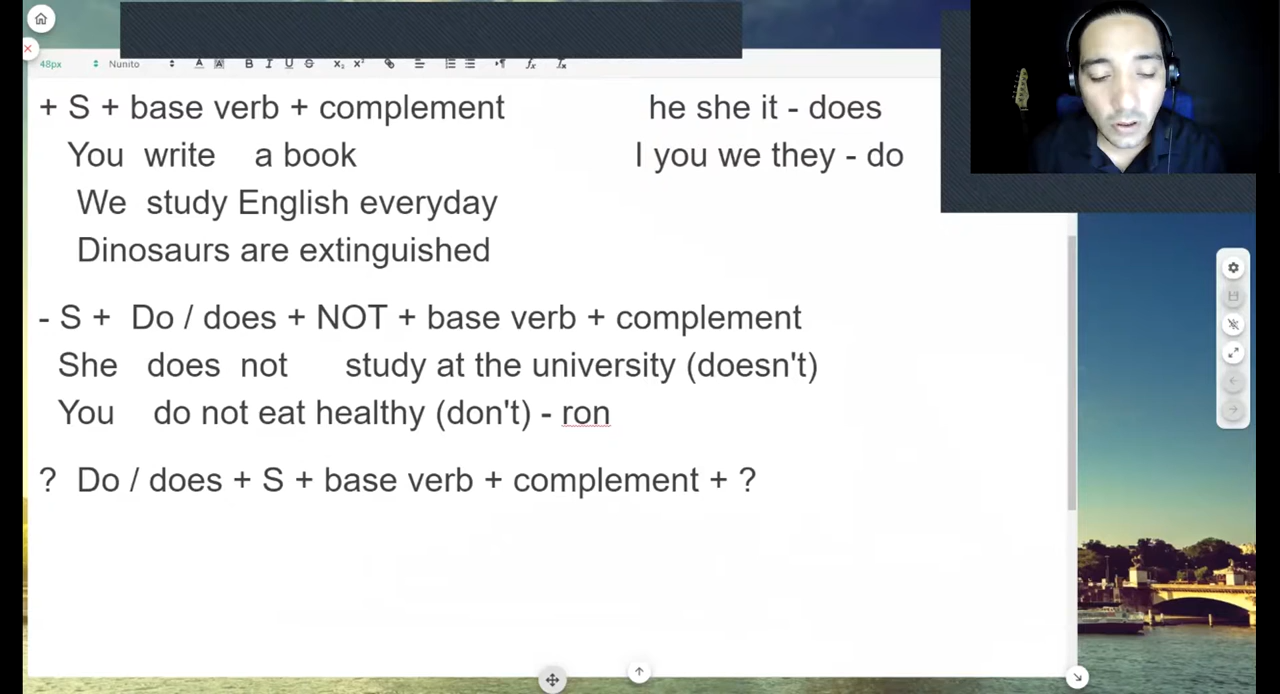 48px Nunito
+ S + base verb + complement he she it - does
You write a book I you we they - do
We study English everyday
Dinosaurs are extinguished
- S + Do / does + NOT + base verb + complement
She does not study at the university (doesn't)
You do not eat healthy (don't) - ron
? Do / does + S + base verb + complement + ?